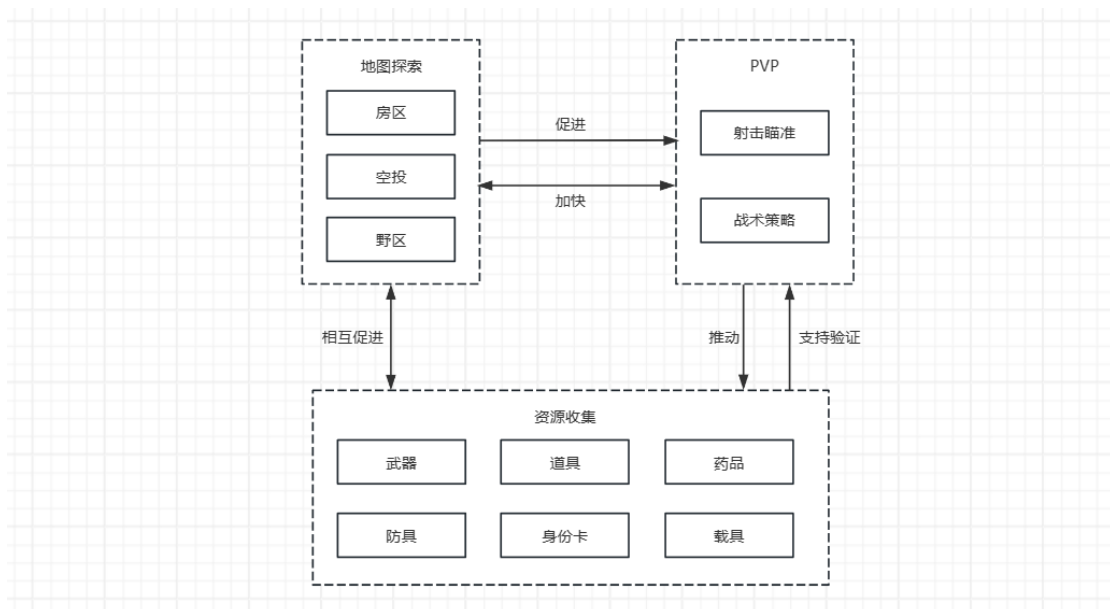 地图探索
房区
空投
野区
促进
加快
PVP
射击瞄准
战术策略
相互促进
推动
支持验证
资源收集
武器
道具
药品
防具
身份卡
载具